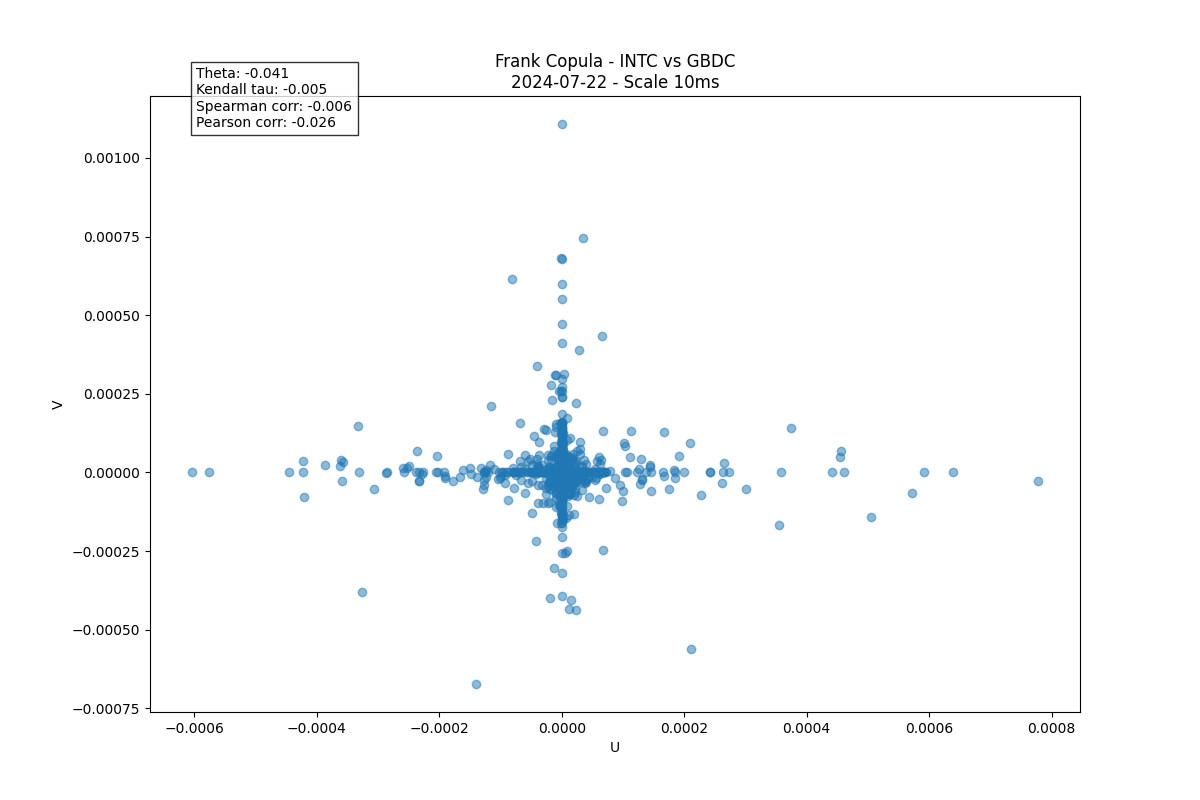 Frank Copula - INTC vs GBDC
2024-07-22 - Scale 10ms
Theta: -0.041
Kendall tau: -0.005
Spearman corr: -0.006
Pearson corr: -0.026
0.00100
0.00075
0.00050
0.00025
0.00000
−0.00025
−0.00050
−0.00075
V
−0.0006 −0.0004 −0.0002 0.0000 0.0002 0.0004 0.0006 0.0008
U